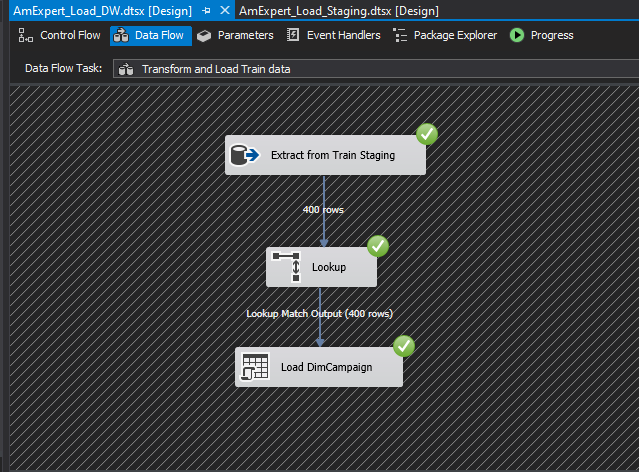 AmExpert_Load_DW.dtsx [Design] AmExpert_Load_Staging.dtsx [Design]
Control Flow Data Flow Parameters Event Handlers Package Explorer Progress
Data Flow Task: Transform and Load Train data
Extract from Train Staging
400 rows
Lookup
Lookup Match Output (400 rows)
Load DimCampaign